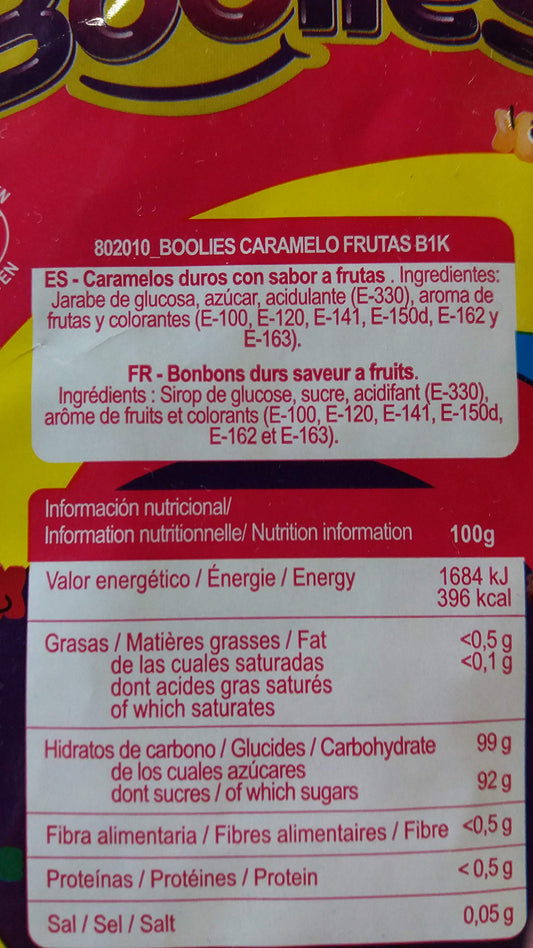 Boolies
802010_BOOLIES CARAMELO FRUTAS B1K
ES - Caramelos duros con sabor a frutas . Ingredientes:
Jarabe de glucosa, azúcar, acidulante (E-330), aroma de
frutas y colorantes (E-100, E-120, E-141, E-150d, E-162 y
E-163).
FR - Bonbons durs saveur a fruits.
Ingrédients : Sirop de glucose, sucre, acidifant (E-330),
arôme de fruits et colorants (E-100, E-120, E-141, E-150d,
E-162 et E-163).
Información nutricional/
Information nutritionnelle/ Nutrition information 100g
Valor energético / Énergie / Energy 1684 kJ
396 kcal
Grasas / Matières grasses / Fat <0,5 g
de las cuales saturadas <0,1 g
dont acides gras saturés
of which saturates
Hidratos de carbono / Glucides / Carbohydrate 99 g
de los cuales azúcares
dont sucres / of which sugars 92 g
Fibra alimentaria / Fibres alimentaires / Fibre <0,5 g
Proteínas / Protéines / Protein < 0,5 g
Sal / Sel / Salt 0,05 g